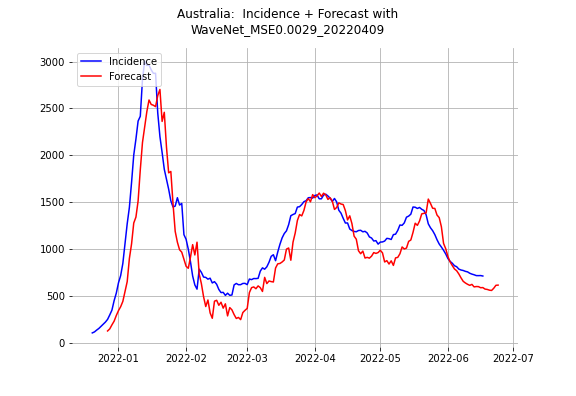 Australia:  Incidence + Forecast with
WaveNet_MSE0.0029_20220409
Incidence
Forecast
3000
2500
2000
1500
1000
500
0
2022-01 2022-02 2022-03 2022-04 2022-05 2022-06 2022-07